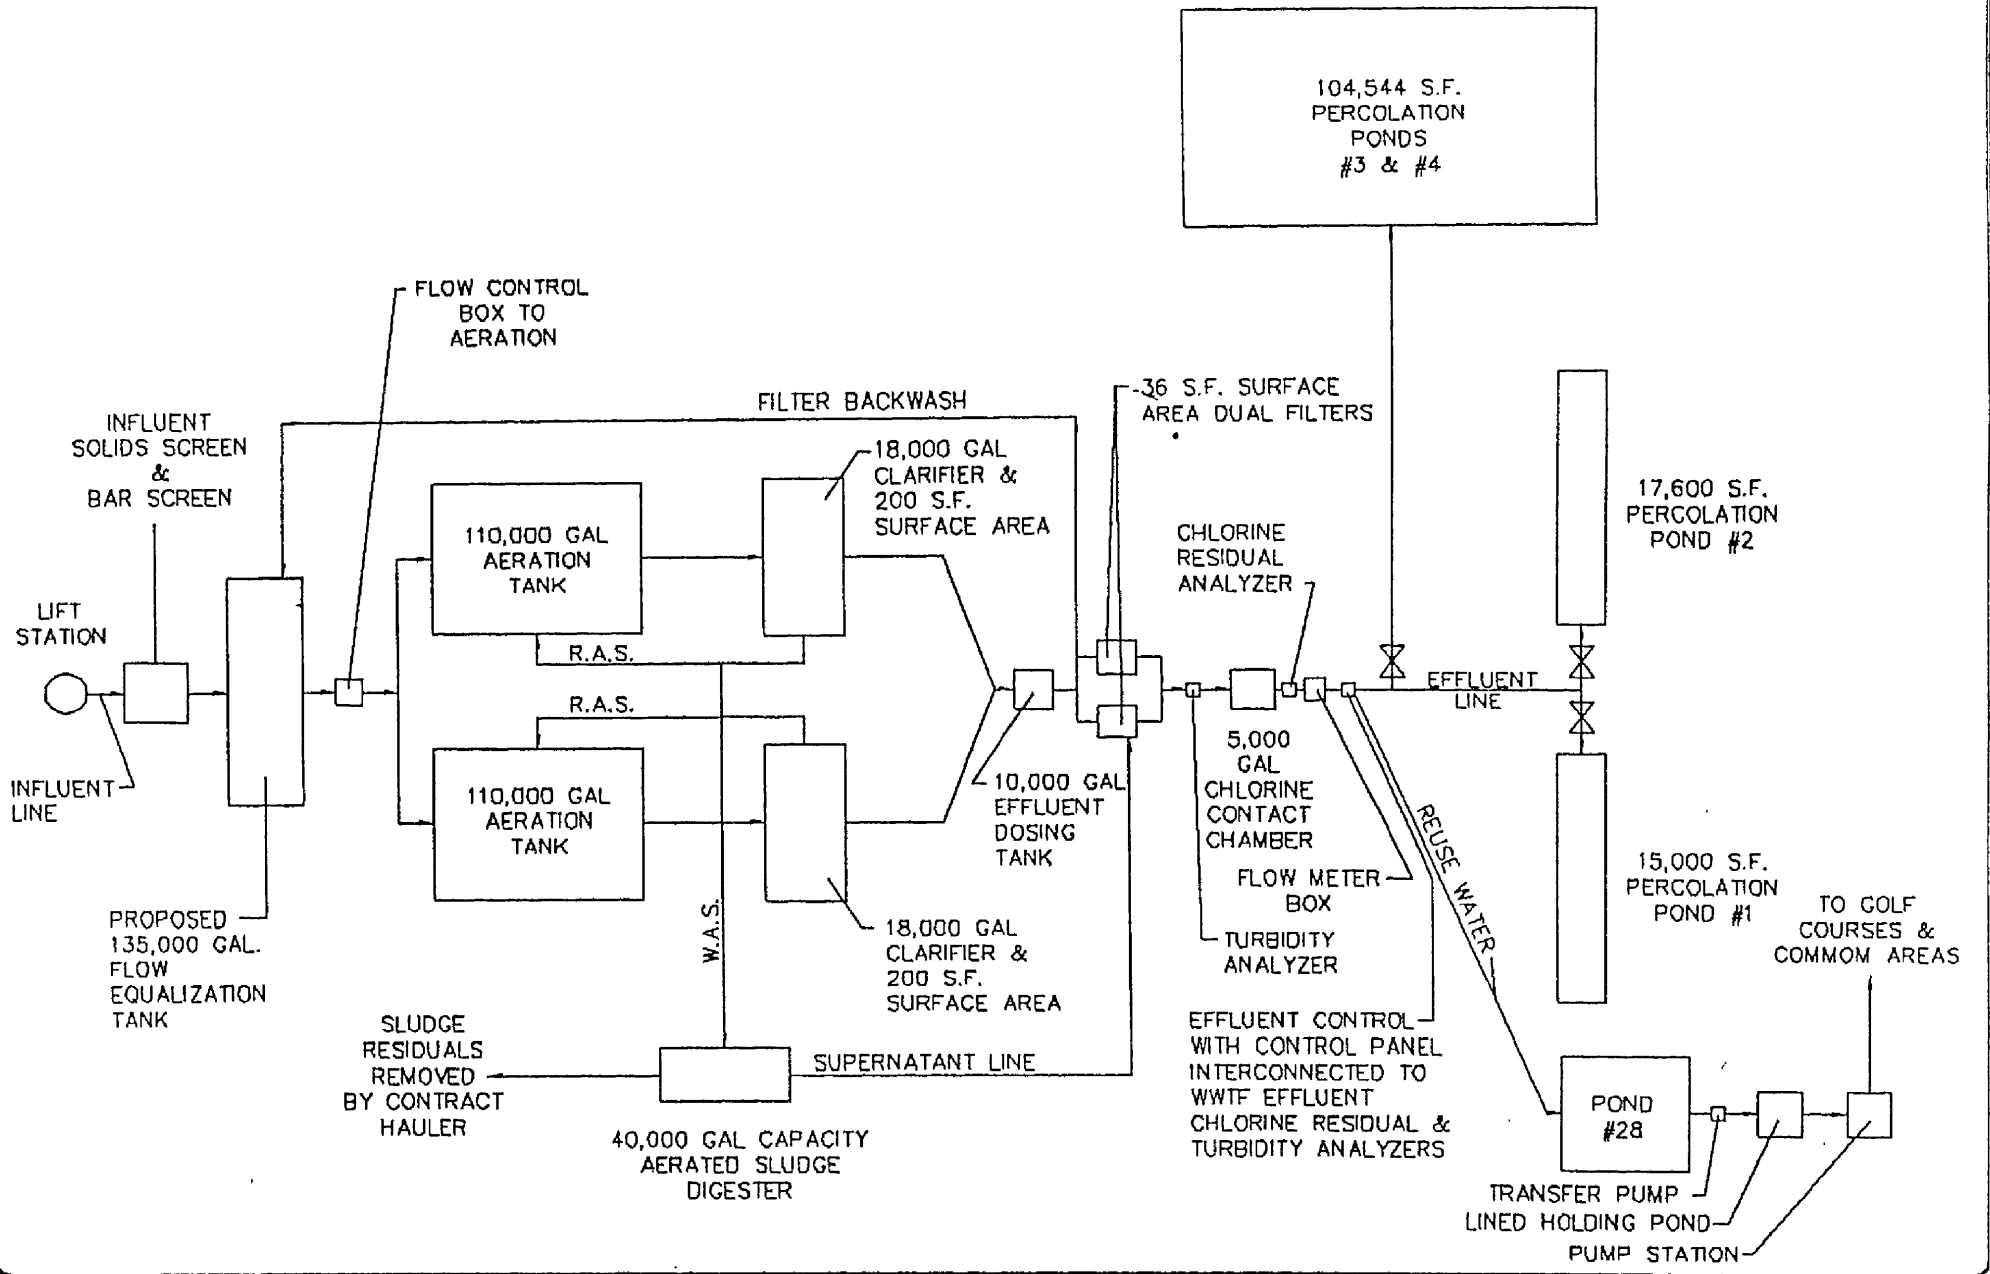 104,544 S.F.
PERCOLATION
PONDS
#3 & #4
FLOW CONTROL
BOX TO
AERATION
FILTER BACKWASH
36 S.F. SURFACE
AREA DUAL FILTERS
INFLUENT
SOLIDS SCREEN
&
BAR SCREEN
18,000 GAL
CLARIFIER &
200 S.F.
SURFACE AREA
110,000 GAL
AERATION
TANK
CHLORINE
RESIDUAL
ANALYZER
17,600 S.F.
PERCOLATION
POND #2
LIFT
STATION
R.A.S.
R.A.S.
EFFLUENT
LINE
INFLUENT
LINE
110,000 GAL
AERATION
TANK
10,000 GAL
EFFLUENT
DOSING
TANK
5,000
GAL
CHLORINE
CONTACT
CHAMBER
FLOW METER
BOX
REUSE WATER
15,000 S.F.
PERCOLATION
POND #1
TO GOLF
COURSES &
COMMOM AREAS
PROPOSED
135,000 GAL.
FLOW
EQUALIZATION
TANK
W.A.S.
18,000 GAL
CLARIFIER &
200 S.F.
SURFACE AREA
TURBIDITY
ANALYZER
SLUDGE
RESIDUALS
REMOVED
BY CONTRACT
HAULER
SUPERNATANT LINE
EFFLUENT CONTROL
WITH CONTROL PANEL
INTERCONNECTED TO
WWTF EFFLUENT
CHLORINE RESIDUAL &
TURBIDITY ANALYZERS
POND
#28
40,000 GAL CAPACITY
AERATED SLUDGE
DIGESTER
TRANSFER PUMP
LINED HOLDING POND
PUMP STATION